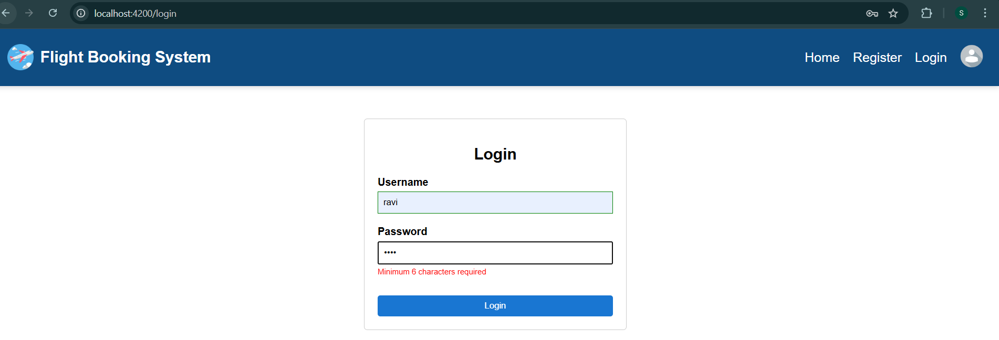 localhost:4200/login
S
Flight Booking System
Home Register Login
Login
Username
ravi
Password
••••
Minimum 6 characters required
Login